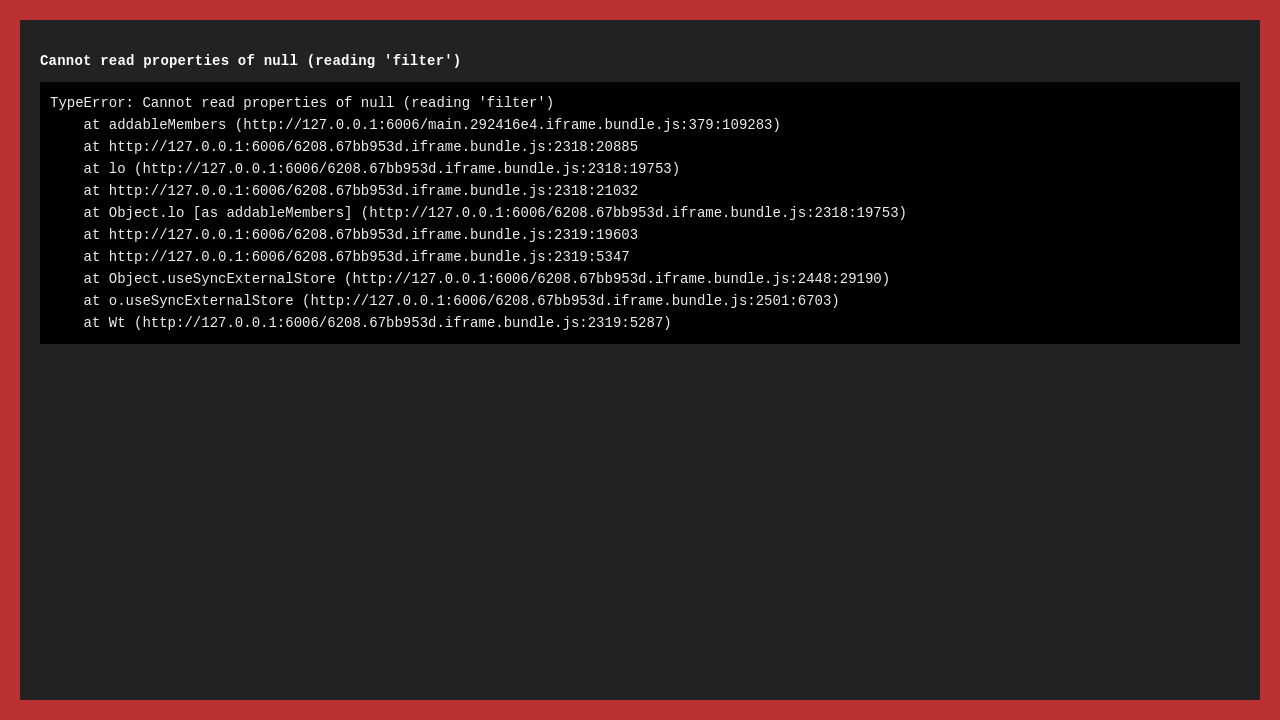 Cannot read properties of null (reading 'filter')
TypeError: Cannot read properties of null (reading 'filter')
    at addableMembers (http://127.0.0.1:6006/main.292416e4.iframe.bundle.js:379:109283)
    at http://127.0.0.1:6006/6208.67bb953d.iframe.bundle.js:2318:20885
    at lo (http://127.0.0.1:6006/6208.67bb953d.iframe.bundle.js:2318:19753)
    at http://127.0.0.1:6006/6208.67bb953d.iframe.bundle.js:2318:21032
    at Object.lo [as addableMembers] (http://127.0.0.1:6006/6208.67bb953d.iframe.bundle.js:2318:19753)
    at http://127.0.0.1:6006/6208.67bb953d.iframe.bundle.js:2319:19603
    at http://127.0.0.1:6006/6208.67bb953d.iframe.bundle.js:2319:5347
    at Object.useSyncExternalStore (http://127.0.0.1:6006/6208.67bb953d.iframe.bundle.js:2448:29190)
    at o.useSyncExternalStore (http://127.0.0.1:6006/6208.67bb953d.iframe.bundle.js:2501:6703)
    at Wt (http://127.0.0.1:6006/6208.67bb953d.iframe.bundle.js:2319:5287)